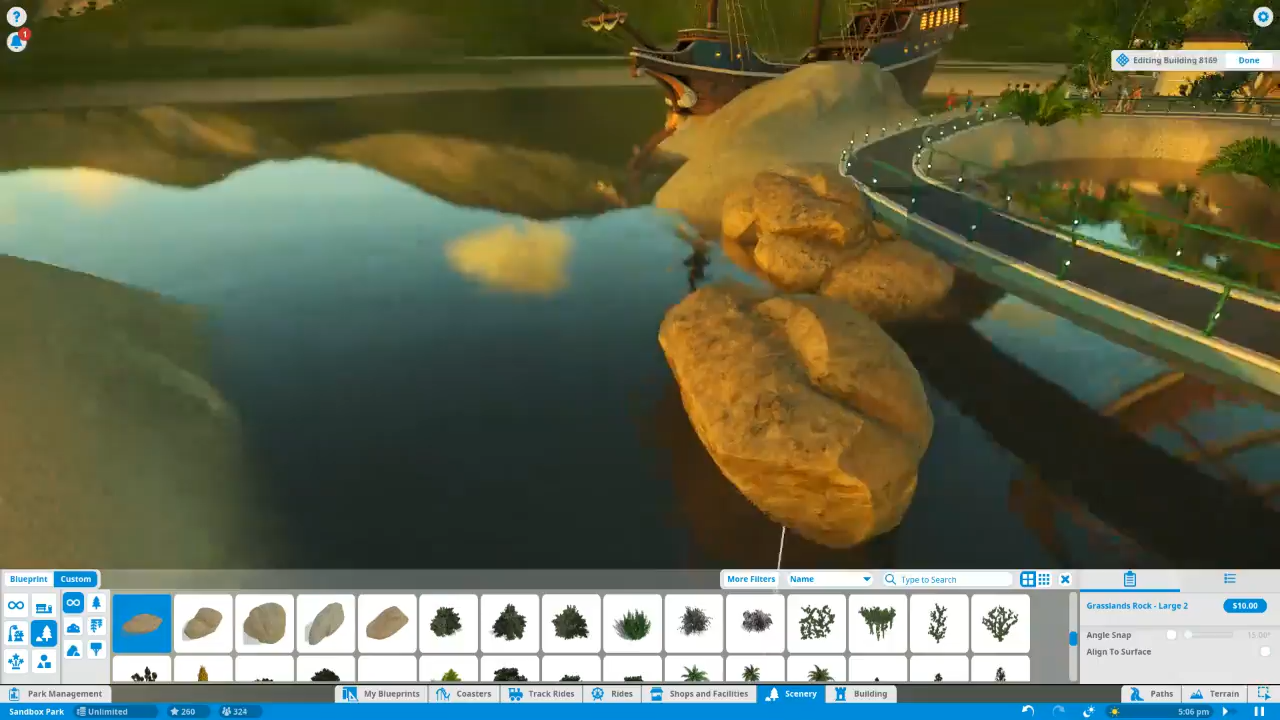 ?
1
Editing Building 8169 Done
Blueprint Custom
More Filters Name Type to Search
Grasslands Rock - Large 2 $10.00
Angle Snap 15.00°
Align To Surface
Park Management My Blueprints Coasters Track Rides Rides Shops and Facilities Scenery Building Paths Terrain
Sandbox Park Unlimited 260 324 5:06 pm